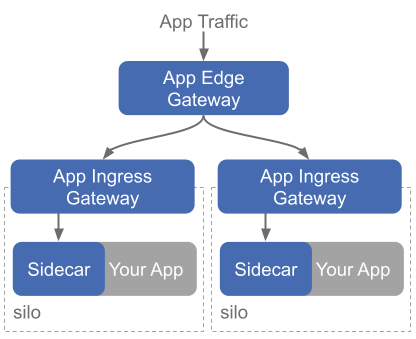 App Traffic
App Edge
Gateway
App Ingress
Gateway
App Ingress
Gateway
Sidecar
Your App
Sidecar
Your App
silo
silo